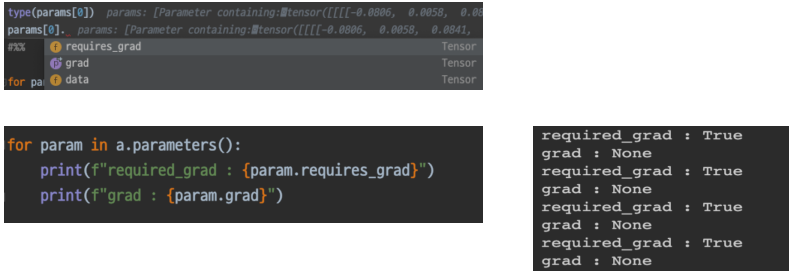 type(params[0])  params: [Parameter containing:tensor([[[[-0.0806,  0.0058,  0.08
params[0]._  params: [Parameter containing:tensor([[[[-0.0806,  0.0058,  0.0841,
#%%
requires_grad Tensor
grad Tensor
data Tensor
for pa
for param in a.parameters():
    print(f"required_grad : {param.requires_grad}")
    print(f"grad : {param.grad}")
required_grad : True
grad : None
required_grad : True
grad : None
required_grad : True
grad : None
required_grad : True
grad : None